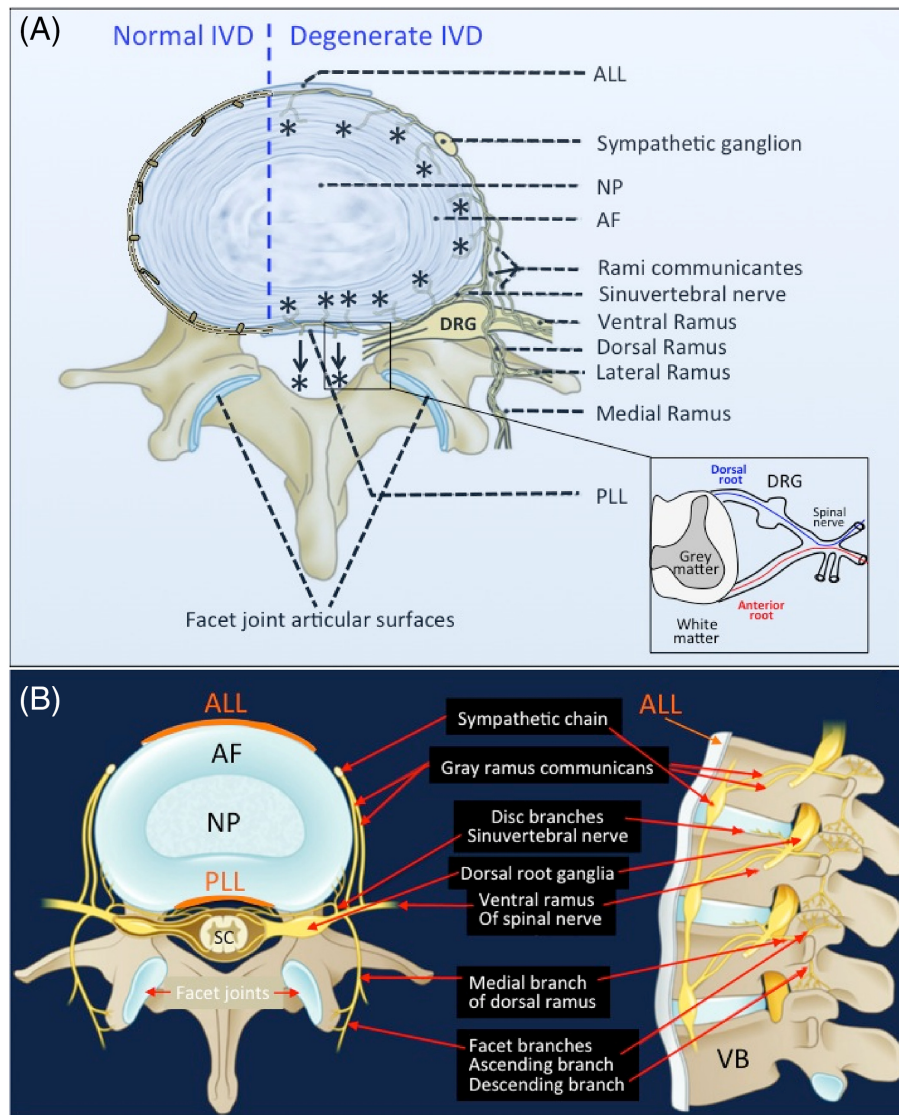 (A)
Normal IVD
Degenerate IVD
ALL
Sympathetic ganglion
NP
AF
Rami communicantes
Sinuvertebral nerve
DRG
Ventral Ramus
Dorsal Ramus
Lateral Ramus
Medial Ramus
PLL
Facet joint articular surfaces
Dorsal
root
DRG
Spinal
nerve
Grey
matter
Anterior
root
White
matter
(B)
ALL
AF
NP
PLL
SC
Facet joints
Sympathetic chain
Gray ramus communicans
Disc branches
Sinuvertebral nerve
Dorsal root ganglia
Ventral ramus
Of spinal nerve
Medial branch
of dorsal ramus
Facet branches
Ascending branch
Descending branch
ALL
VB